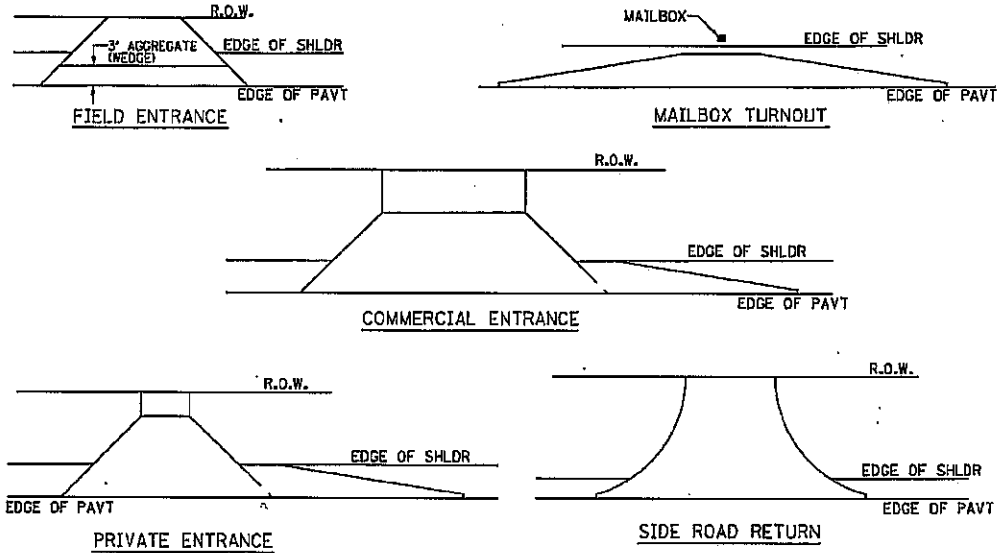 R.O.W.
3' AGGREGATE
(WEDGE)
EDGE OF SHLDR
EDGE OF PAVT
FIELD ENTRANCE
MAILBOX
EDGE OF SHLDR
EDGE OF PAVT
MAILBOX TURNOUT
R.O.W.
EDGE OF SHLDR
EDGE OF PAVT
COMMERCIAL ENTRANCE
R.O.W.
EDGE OF SHLDR
EDGE OF PAVT
PRIVATE ENTRANCE
R.O.W.
EDGE OF SHLDR
EDGE OF PAVT
SIDE ROAD RETURN